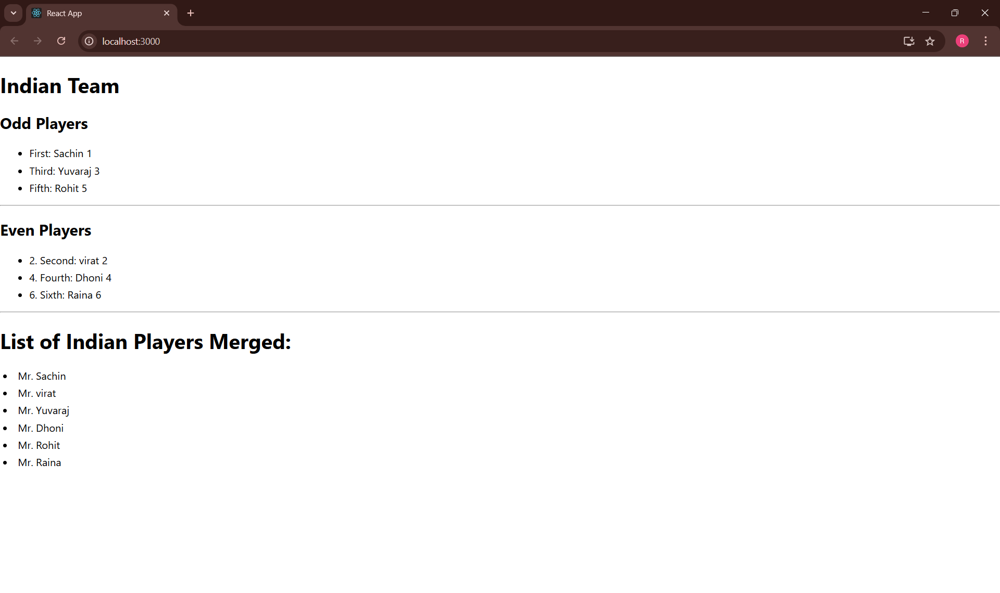 React App
localhost:3000
R
Indian Team
Odd Players
First: Sachin 1
Third: Yuvaraj 3
Fifth: Rohit 5
Even Players
2. Second: virat 2
4. Fourth: Dhoni 4
6. Sixth: Raina 6
List of Indian Players Merged:
Mr. Sachin
Mr. virat
Mr. Yuvaraj
Mr. Dhoni
Mr. Rohit
Mr. Raina